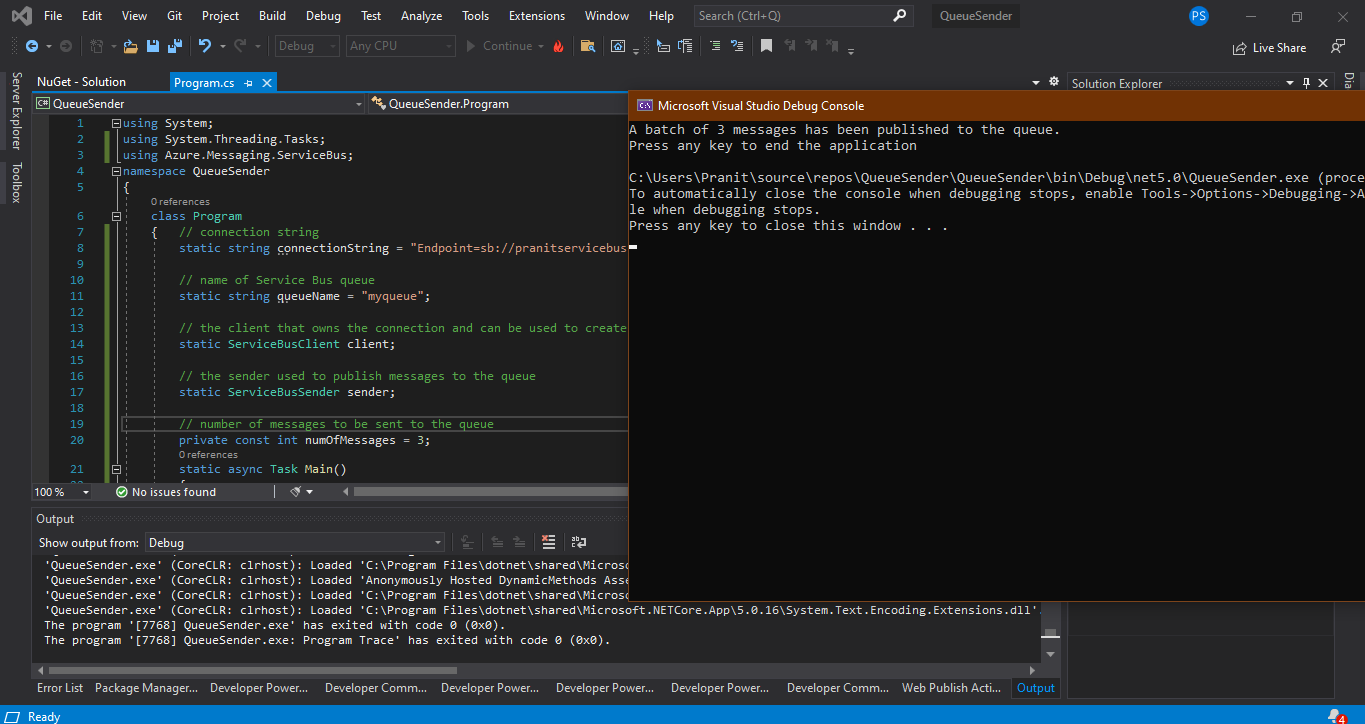 File Edit View Git Project Build Debug Test Analyze Tools Extensions Window Help Search (Ctrl+Q) QueueSender PS
Debug Any CPU Continue Live Share
NuGet - Solution Program.cs Solution Explorer
Server Explorer
Toolbox
C# QueueSender QueueSender.Program
1 using System;
2 using System.Threading.Tasks;
3 using Azure.Messaging.ServiceBus;
4 namespace QueueSender
5 {
0 references
6 class Program
7 { // connection string
8 static string connectionString = "Endpoint=sb://pranitservicebus
9
10 // name of Service Bus queue
11 static string queueName = "myqueue";
12
13 // the client that owns the connection and can be used to create
14 static ServiceBusClient client;
15
16 // the sender used to publish messages to the queue
17 static ServiceBusSender sender;
18
19 // number of messages to be sent to the queue
20 private const int numOfMessages = 3;
0 references
21 static async Task Main()
100 % No issues found
Microsoft Visual Studio Debug Console
A batch of 3 messages has been published to the queue.
Press any key to end the application
C:\Users\Pranit\source\repos\QueueSender\QueueSender\bin\Debug\net5.0\QueueSender.exe (proce
To automatically close the console when debugging stops, enable Tools->Options->Debugging->A
le when debugging stops.
Press any key to close this window . . .
Output
Show output from: Debug
'QueueSender.exe' (CoreCLR: clrhost): Loaded 'C:\Program Files\dotnet\shared\Microso
'QueueSender.exe' (CoreCLR: clrhost): Loaded 'Anonymously Hosted DynamicMethods Asse
'QueueSender.exe' (CoreCLR: clrhost): Loaded 'C:\Program Files\dotnet\shared\Microso
'QueueSender.exe' (CoreCLR: clrhost): Loaded 'C:\Program Files\dotnet\shared\Microsoft.NETCore.App\5.0.16\System.Text.Encoding.Extensions.dll'.
The program '[7768] QueueSender.exe' has exited with code 0 (0x0).
The program '[7768] QueueSender.exe: Program Trace' has exited with code 0 (0x0).
Error List Package Manager... Developer Power... Developer Comm... Developer Power... Developer Power... Developer Power... Developer Comm... Web Publish Acti... Output
Ready 4